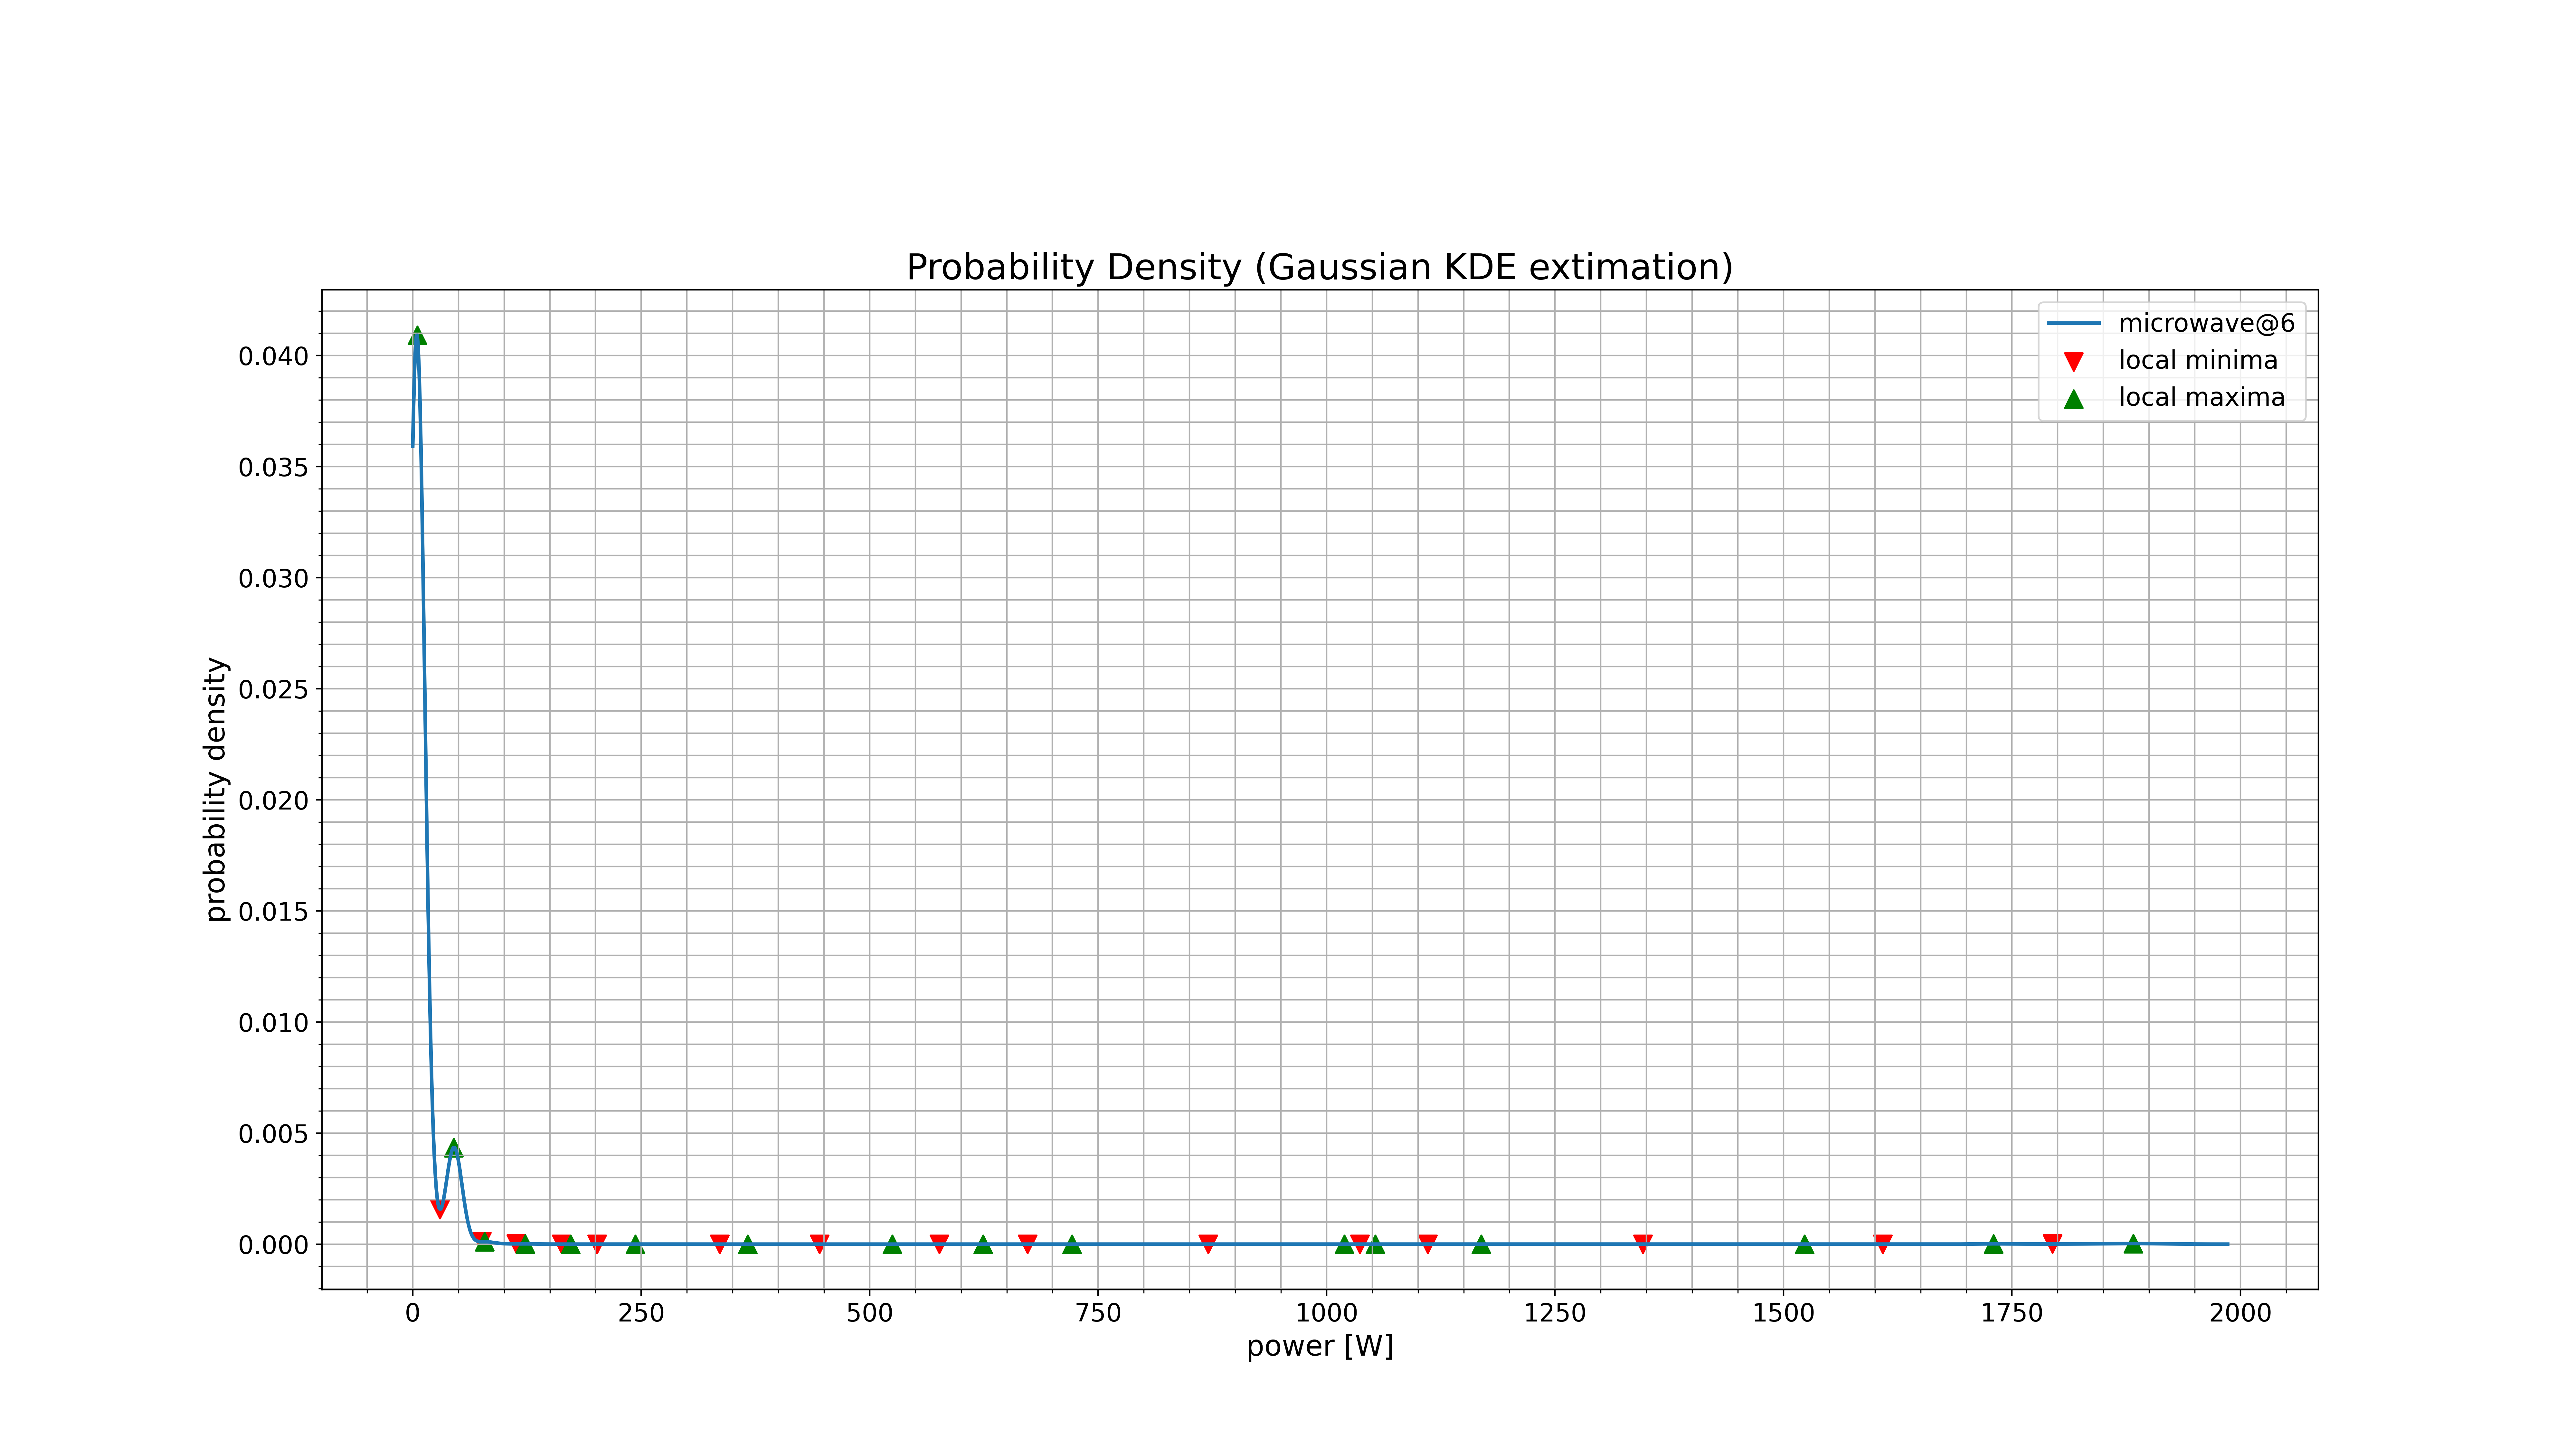 Probability Density (Gaussian KDE extimation)
microwave@6
local minima
local maxima
probability density
0.040
0.035
0.030
0.025
0.020
0.015
0.010
0.005
0.000
0 250 500 750 1000 1250 1500 1750 2000
power [W]